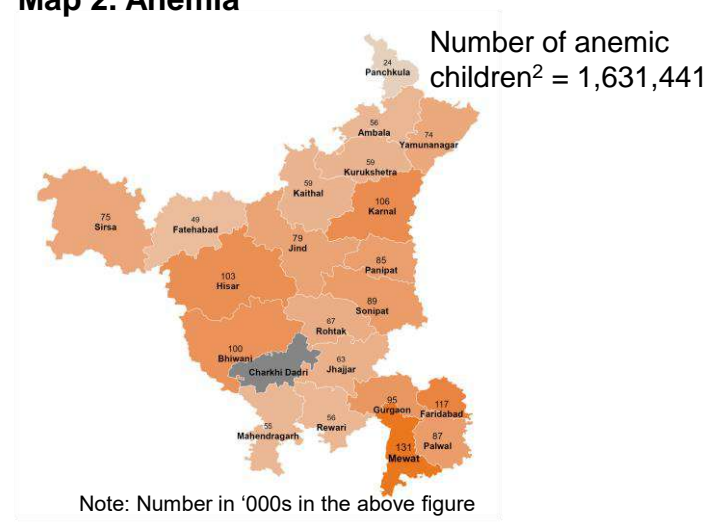 Map 2: Anemia
Number of anemic
children² = 1,631,441
24
Panchkula
56
Ambala
74
Yamunanagar
59
Kurukshetra
59
Kaithal
106
Karnal
75
Sirsa
49
Fatehabad
79
Jind
85
Panipat
103
Hisar
89
Sonipat
67
Rohtak
100
Bhiwani
Charkhi Dadri
63
Jhajjar
95
Gurgaon
117
Faridabad
55
Mahendragarh
56
Rewari
87
Palwal
131
Mewat
Note: Number in ‘000s in the above figure